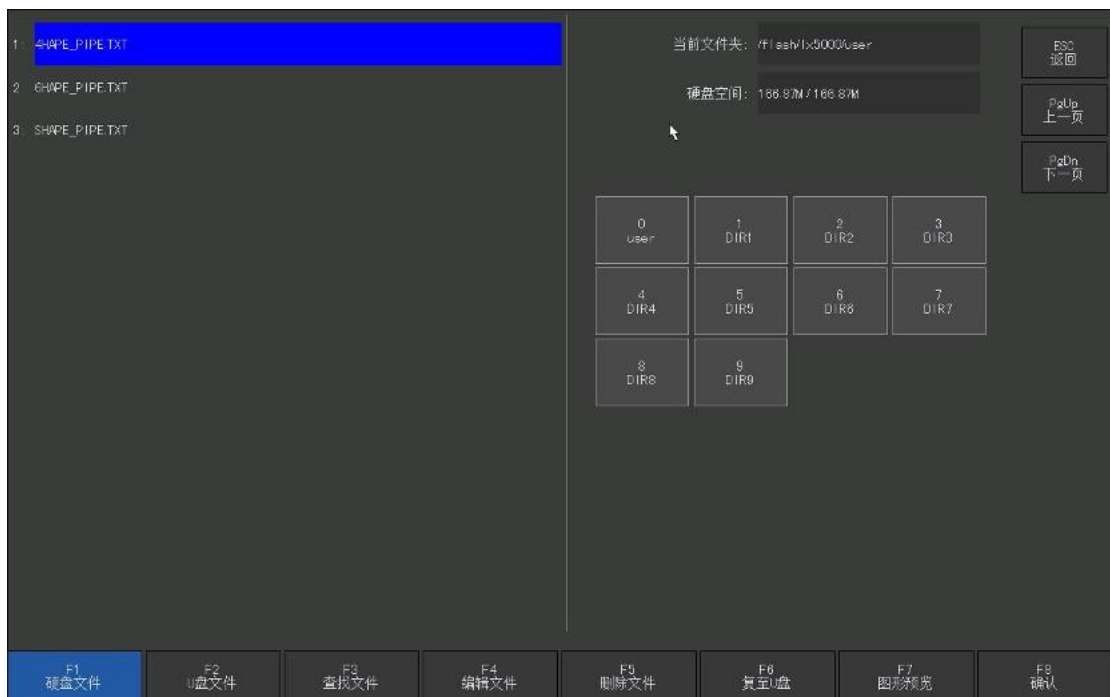 1: 4HAPE_PIPE.TXT
2: 6HAPE_PIPE.TXT
3: SHAPE_PIPE.TXT
当前文件夹: /flash/lx5000/user
硬盘空间: 166.87M / 166.87M
ESC
返回
PgUp
上一页
PgDn
下一页
0
user
1
DIR1
2
DIR2
3
DIR3
4
DIR4
5
DIR5
6
DIR6
7
DIR7
8
DIR8
9
DIR9
F1
硬盘文件
F2
U盘文件
F3
查找文件
F4
编辑文件
F5
删除文件
F6
复至U盘
F7
图形预览
F8
确认